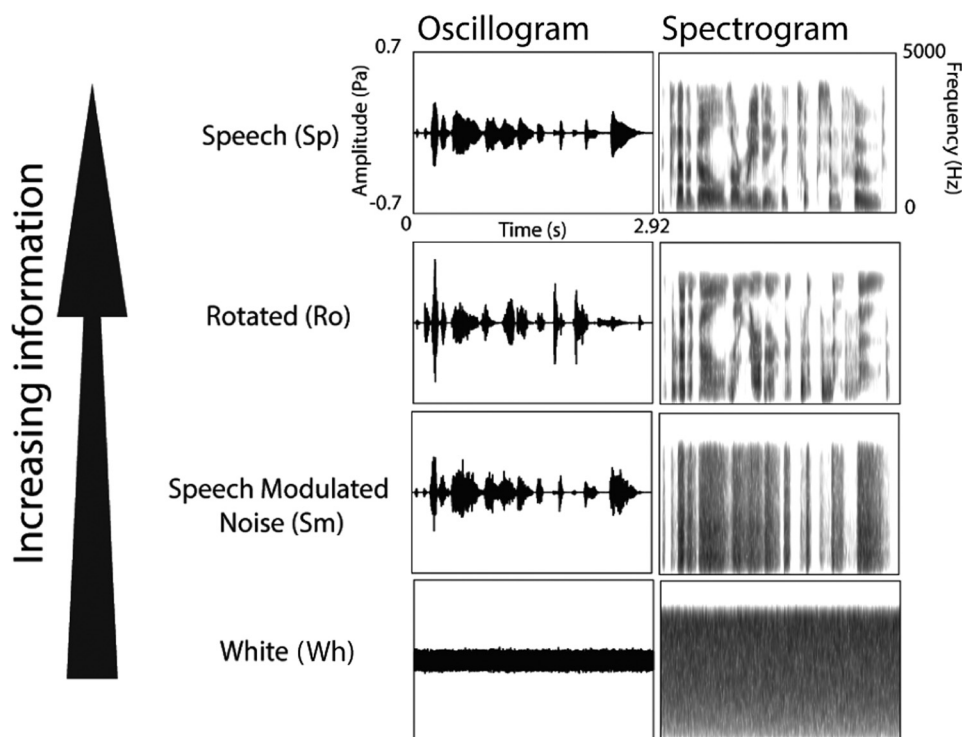 Oscillogram
Spectrogram
Increasing information
Speech (Sp)
Amplitude (Pa)
0.7
-0.7
0
Time (s)
2.92
5000
0
Frequency (Hz)
Rotated (Ro)
Speech Modulated
Noise (Sm)
White (Wh)